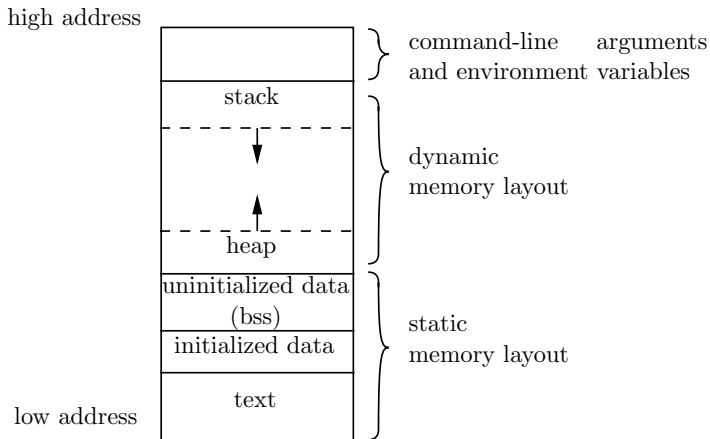 high address
command-line arguments
and environment variables
stack
dynamic
memory layout
heap
uninitialized data
(bss)
static
memory layout
initialized data
text
low address